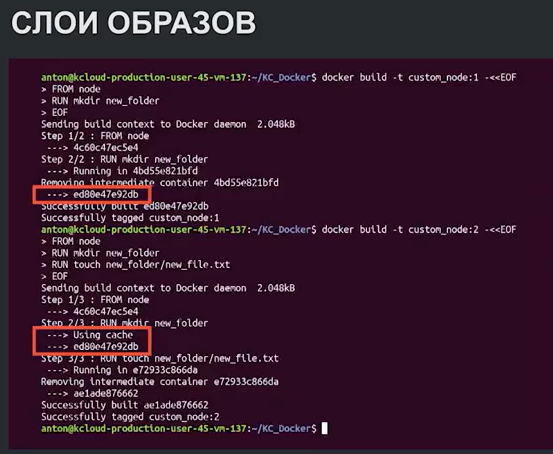 СЛОИ ОБРАЗОВ
anton@kcloud-production-user-45-vm-137:~/KC_Docker$ docker build -t custom_node:1 -<<EOF
> FROM node
> RUN mkdir new_folder
> EOF
Sending build context to Docker daemon  2.048kB
Step 1/2 : FROM node
 ---> 4c60c47ec5e4
Step 2/2 : RUN mkdir new_folder
 ---> Running in 4bd55e821bfd
Removing intermediate container 4bd55e821bfd
 ---> ed80e47e92db
Successfully built ed80e47e92db
Successfully tagged custom_node:1
anton@kcloud-production-user-45-vm-137:~/KC_Docker$ docker build -t custom_node:2 -<<EOF
> FROM node
> RUN mkdir new_folder
> RUN touch new_folder/new_file.txt
> EOF
Sending build context to Docker daemon  2.048kB
Step 1/3 : FROM node
 ---> 4c60c47ec5e4
Step 2/3 : RUN mkdir new_folder
 ---> Using cache
 ---> ed80e47e92db
Step 3/3 : RUN touch new_folder/new_file.txt
 ---> Running in e72933c866da
Removing intermediate container e72933c866da
 ---> ae1ade876662
Successfully built ae1ade876662
Successfully tagged custom_node:2
anton@kcloud-production-user-45-vm-137:~/KC_Docker$